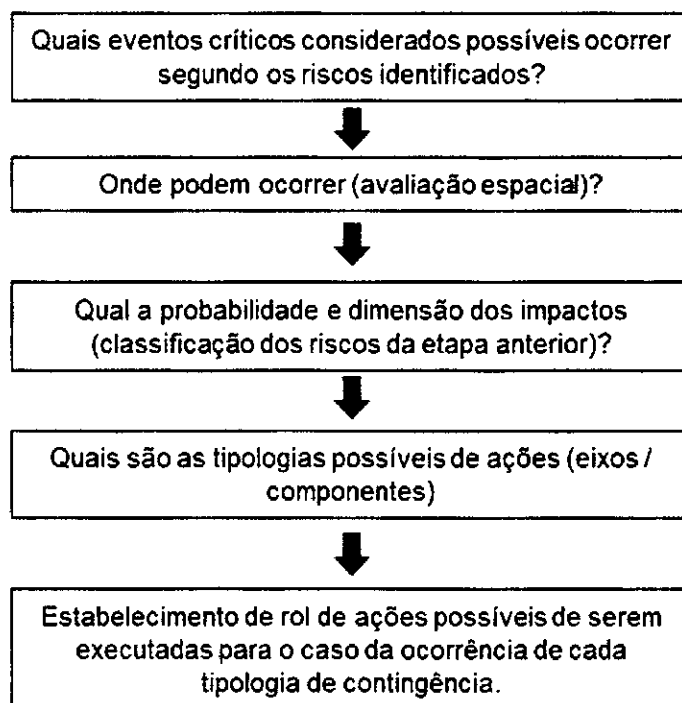 Quais eventos críticos considerados possíveis ocorrer
segundo os riscos identificados?
Onde podem ocorrer (avaliação espacial)?
Qual a probabilidade e dimensão dos impactos
(classificação dos riscos da etapa anterior)?
Quais são as tipologias possíveis de ações (eixos /
componentes)
Estabelecimento de rol de ações possíveis de serem
executadas para o caso da ocorrência de cada
tipologia de contingência.